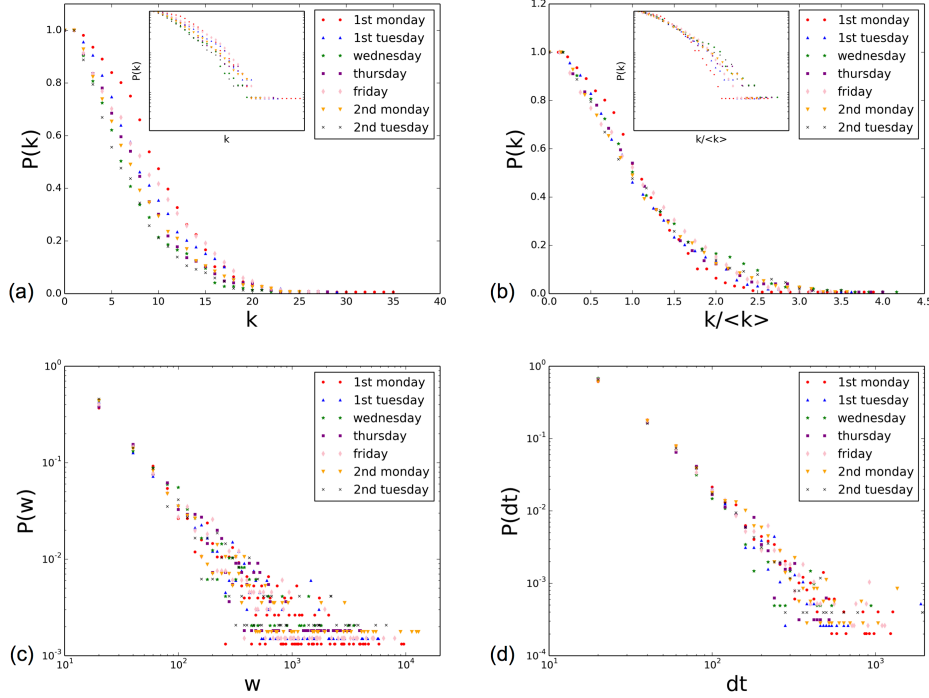 1.0
0.8
0.6
0.4
0.2
0.0
P(k)
0
5
10
15
20
25
30
35
40
k
(a)
P(k)
k
1st monday
1st tuesday
wednesday
thursday
friday
2nd monday
2nd tuesday
1.2
1.0
0.8
0.6
0.4
0.2
0.0
P(k)
0.0
0.5
1.0
1.5
2.0
2.5
3.0
3.5
4.0
4.5
k/<k>
(b)
P(k)
k/<k>
1st monday
1st tuesday
wednesday
thursday
friday
2nd monday
2nd tuesday
10⁰
10⁻¹
10⁻²
10⁻³
P(w)
10¹
10²
10³
10⁴
w
(c)
1st monday
1st tuesday
wednesday
thursday
friday
2nd monday
2nd tuesday
10⁰
10⁻¹
10⁻²
10⁻³
10⁻⁴
P(dt)
10¹
10²
10³
dt
(d)
1st monday
1st tuesday
wednesday
thursday
friday
2nd monday
2nd tuesday